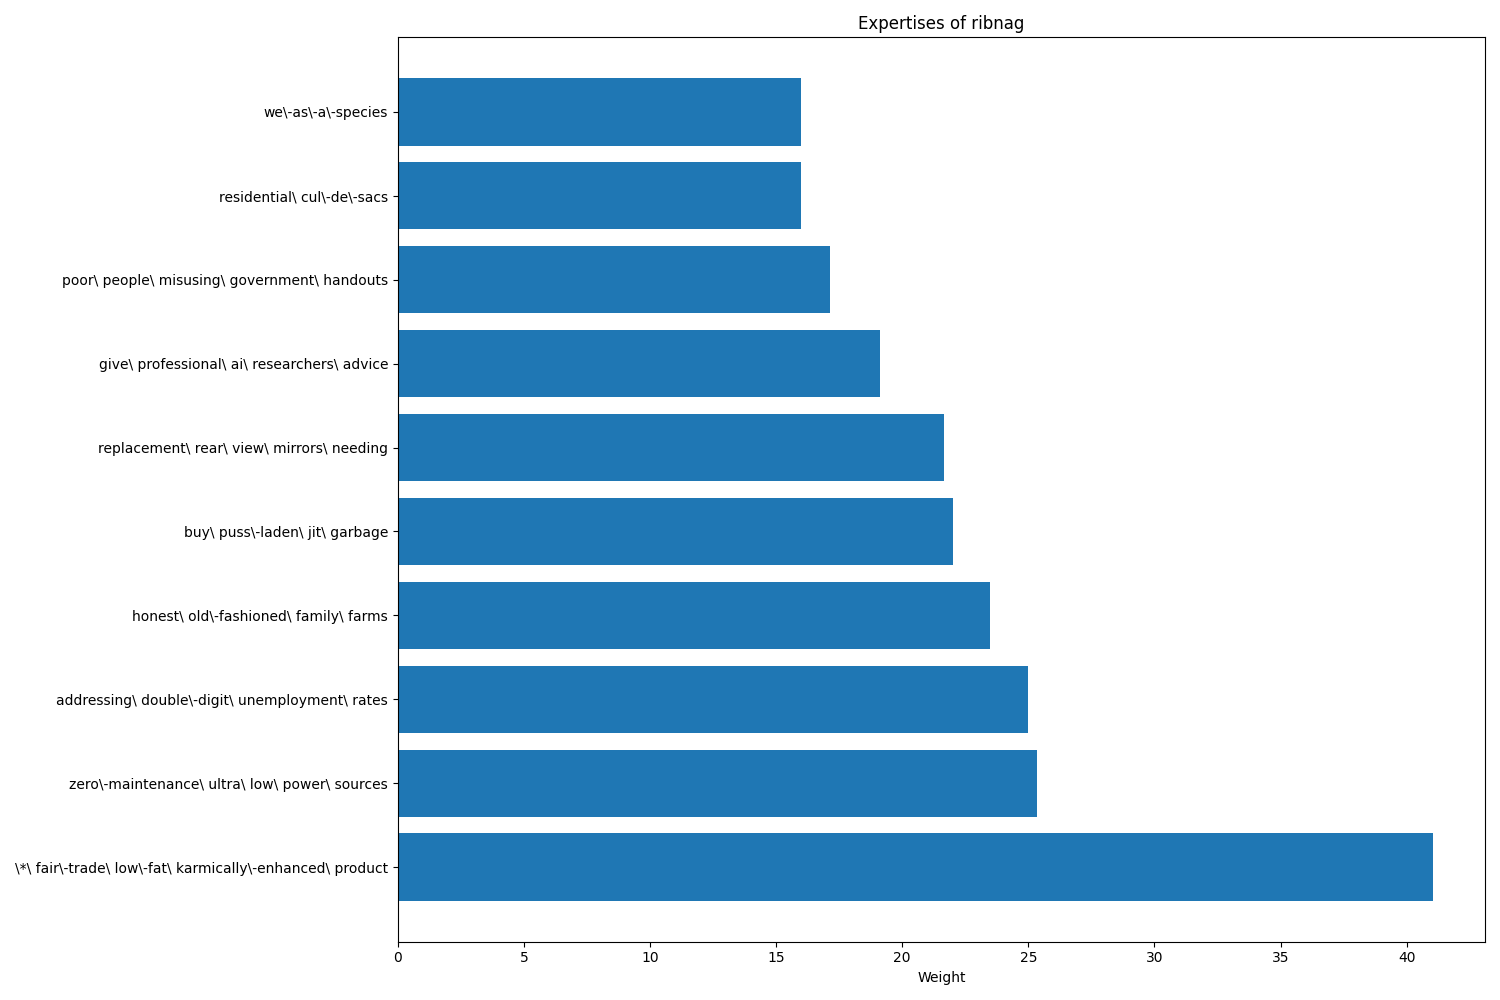 Expertises of ribnag
we\-as\-a\-species
residential\ cul\-de\-sacs
poor\ people\ misusing\ government\ handouts
give\ professional\ ai\ researchers\ advice
replacement\ rear\ view\ mirrors\ needing
buy\ puss\-laden\ jit\ garbage
honest\ old\-fashioned\ family\ farms
addressing\ double\-digit\ unemployment\ rates
zero\-maintenance\ ultra\ low\ power\ sources
\*\ fair\-trade\ low\-fat\ karmically\-enhanced\ product
0 5 10 15 20 25 30 35 40
Weight